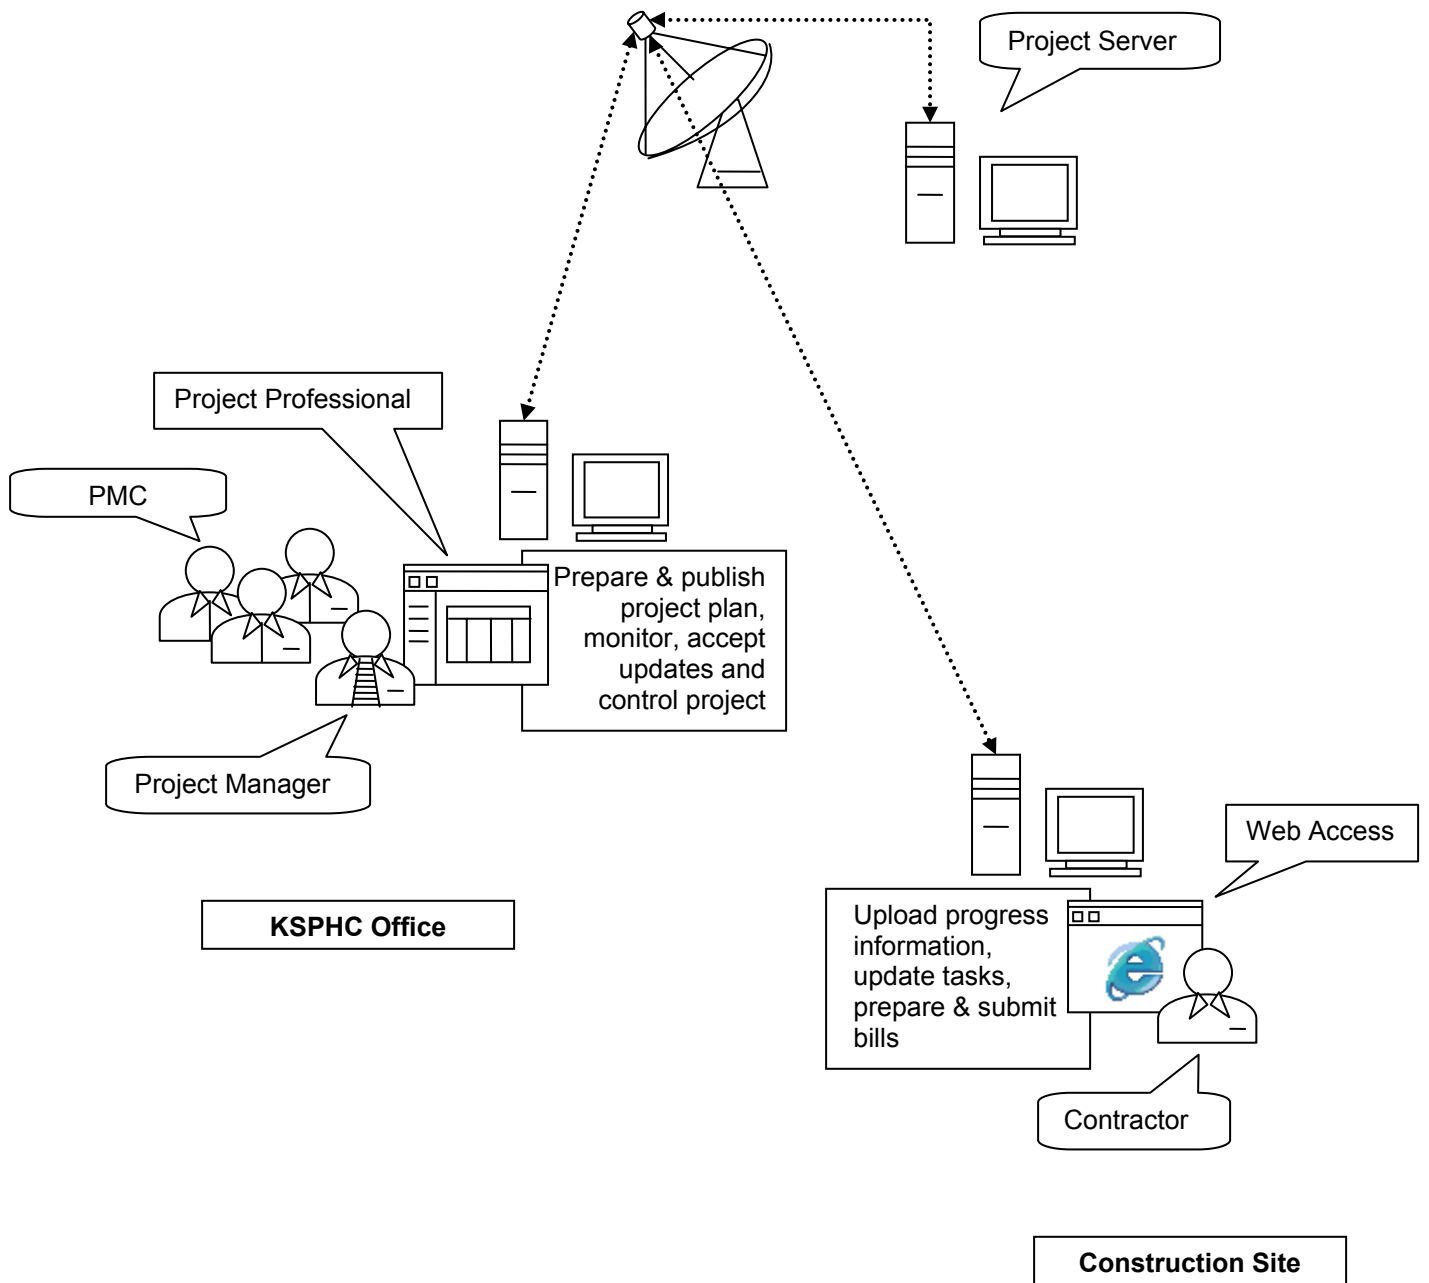 Project Server
Project Professional
PMC
Prepare & publish
project plan,
monitor, accept
updates and
control project
Project Manager
KSPHC Office
Web Access
Upload progress
information,
update tasks,
prepare & submit
bills
Contractor
Construction Site